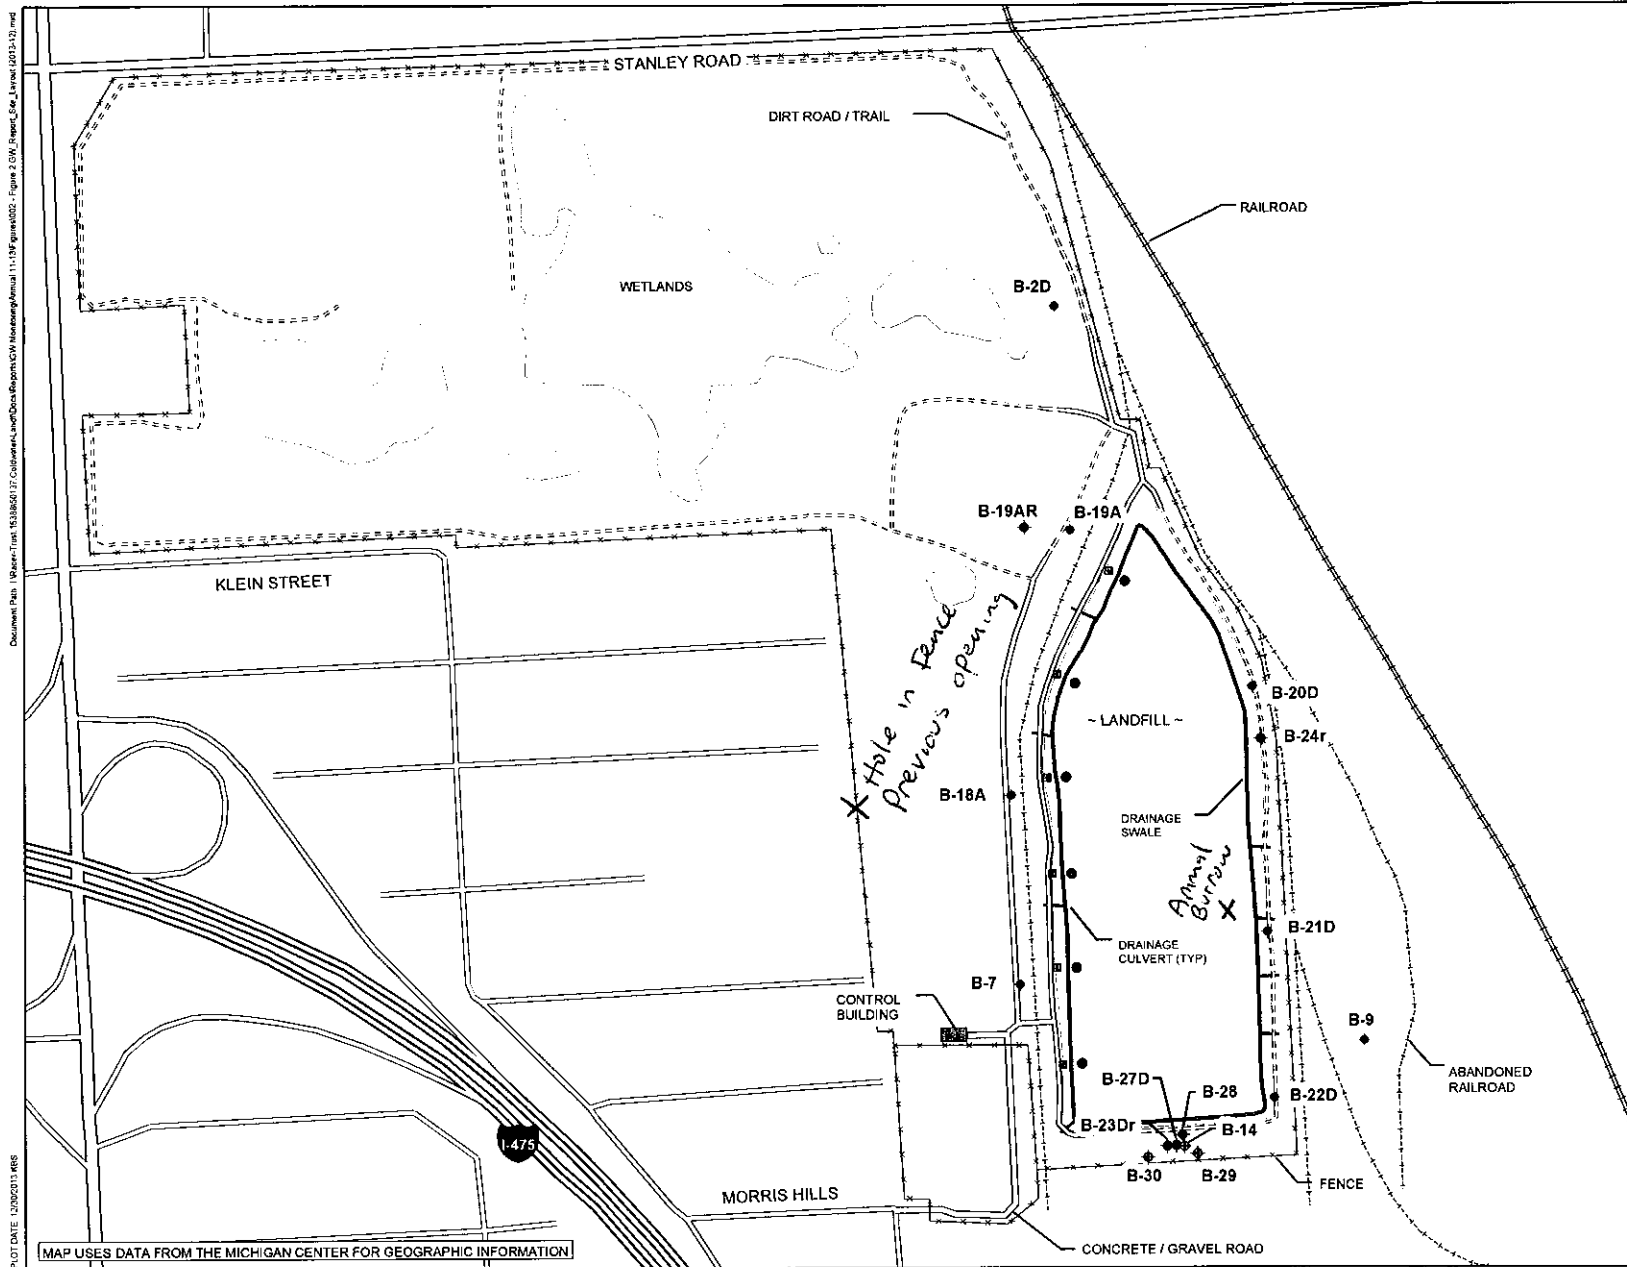 STANLEY ROAD
DIRT ROAD / TRAIL
RAILROAD
WETLANDS
B-2D
B-19AR
B-19A
KLEIN STREET
Hole in Fence
Previous opening
~ LANDFILL ~
B-20D
B-24r
B-18A
DRAINAGE
SWALE
Animal
Burrow
B-21D
DRAINAGE
CULVERT (TYP)
B-7
CONTROL
BUILDING
B-9
ABANDONED
RAILROAD
B-27D
B-28
B-22D
B-23Dr
B-14
I-475
B-30
B-29
FENCE
MORRIS HILLS
CONCRETE / GRAVEL ROAD
MAP USES DATA FROM THE MICHIGAN CENTER FOR GEOGRAPHIC INFORMATION